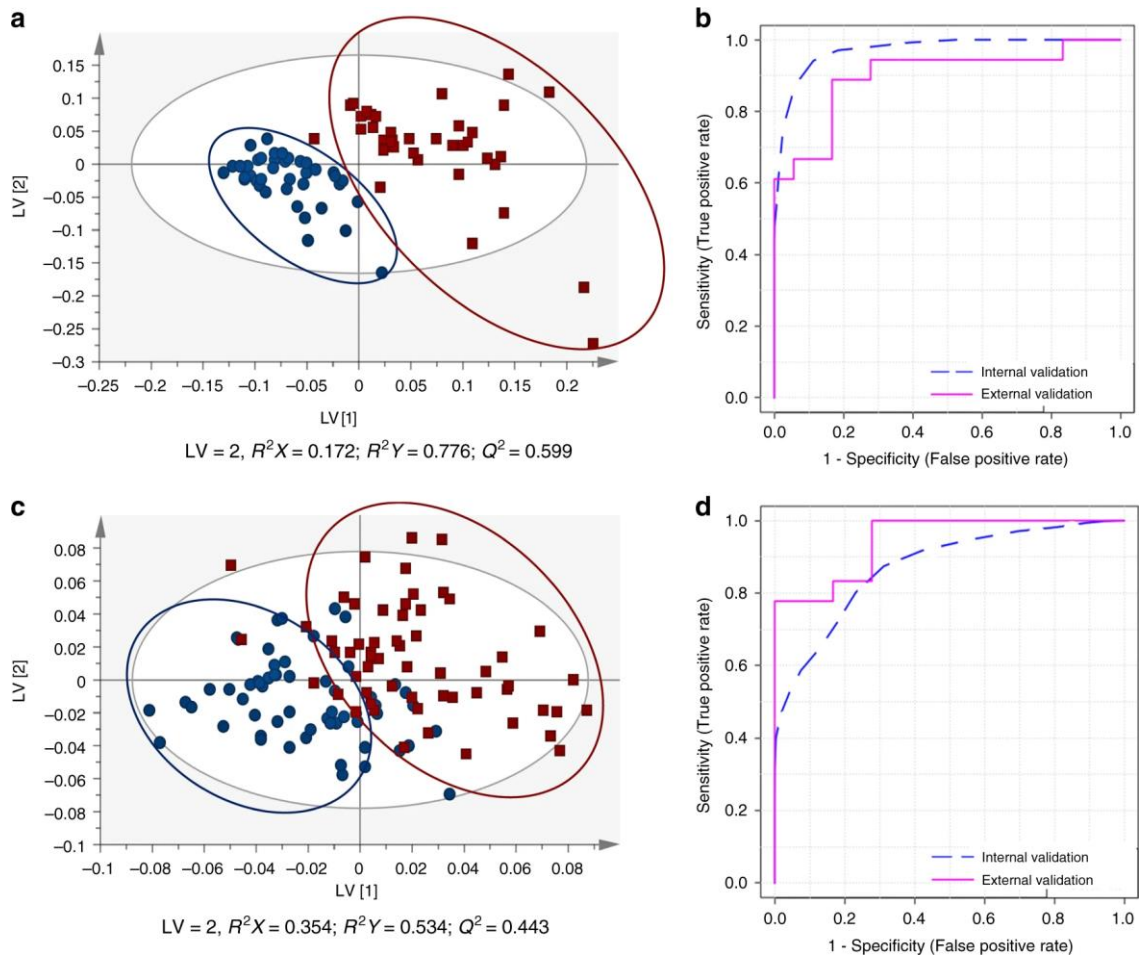 a
0.15
0.1
0.05
0
−0.05
−0.1
−0.15
−0.2
−0.25
−0.3
LV [2]
−0.25 −0.2 −0.15 −0.1 −0.05 0 0.05 0.1 0.15 0.2
LV [1]
LV = 2, R²X = 0.172; R²Y = 0.776; Q² = 0.599
b
1.0
0.8
0.6
0.4
0.2
0.0
Sensitivity (True positive rate)
Internal validation
External validation
0.0 0.2 0.4 0.6 0.8 1.0
1 - Specificity (False positive rate)
c
0.08
0.06
0.04
0.02
0
−0.02
−0.04
−0.06
−0.08
−0.1
LV [2]
−0.1 −0.08 −0.06 −0.04 −0.02 0 0.02 0.04 0.06 0.08
LV [1]
LV = 2, R²X = 0.354; R²Y = 0.534; Q² = 0.443
d
1.0
0.8
0.6
0.4
0.2
0.0
Sensitivity (True positive rate)
Internal validation
External validation
0.0 0.2 0.4 0.6 0.8 1.0
1 - Specificity (False positive rate)